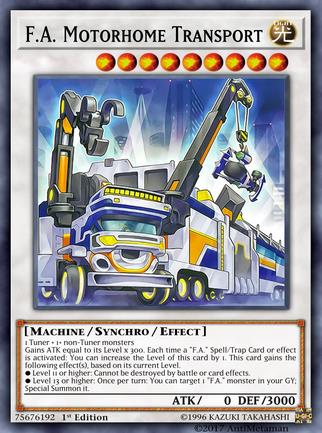 F.A. MOTORHOME TRANSPORT
光
[MACHINE / SYNCHRO / EFFECT]
1 Tuner + 1+ non-Tuner monsters
Gains ATK equal to its Level x 300. Each time a "F.A." Spell/Trap Card or effect
is activated: You can increase the Level of this card by 1. This card gains the
following effect(s), based on its current Level.
● Level 11 or higher: Cannot be destroyed by battle or card effects.
● Level 13 or higher: Once per turn: You can target 1 "F.A." monster in your GY;
Special Summon it.
ATK/ 0 DEF/3000
75676192 1st Edition ©1996 KAZUKI TAKAHASHI
©2017 AntiMetaman